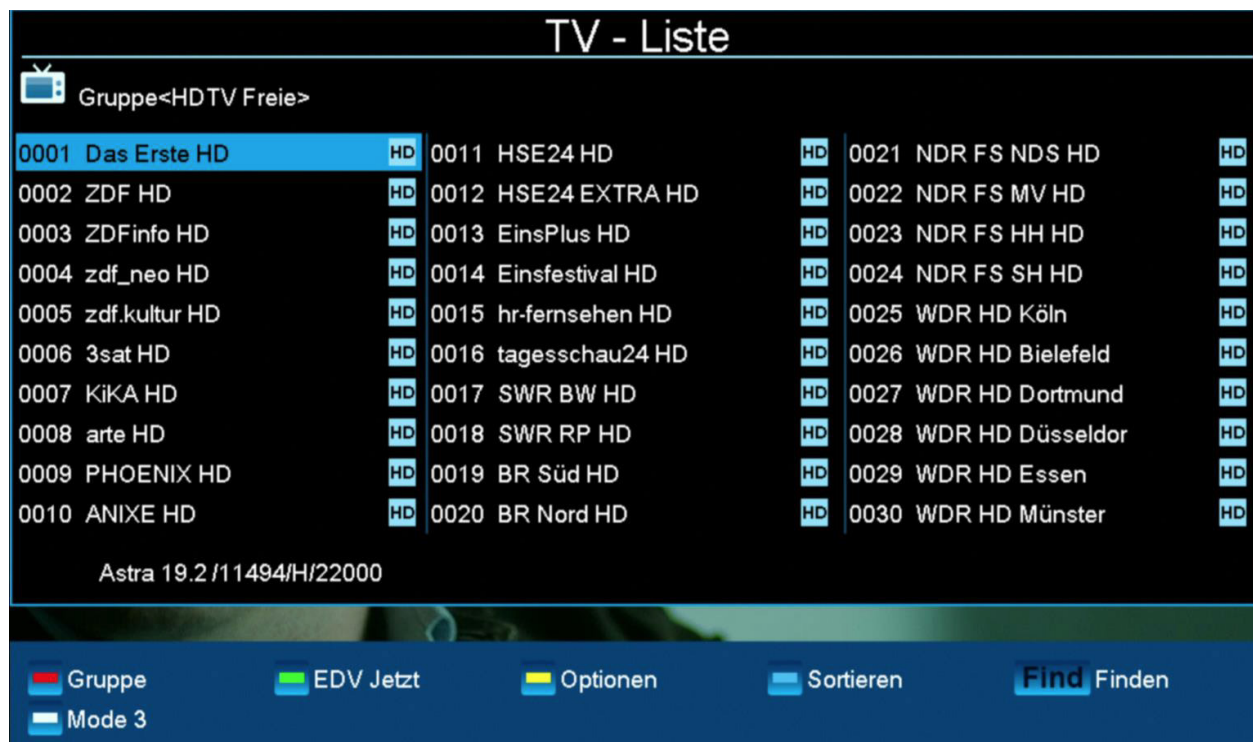 TV - Liste
Gruppe<HDTV Freie>
0001 Das Erste HD HD
0002 ZDF HD HD
0003 ZDFinfo HD HD
0004 zdf_neo HD HD
0005 zdf.kultur HD HD
0006 3sat HD HD
0007 KiKA HD HD
0008 arte HD HD
0009 PHOENIX HD HD
0010 ANIXE HD HD
0011 HSE24 HD HD
0012 HSE24 EXTRA HD HD
0013 EinsPlus HD HD
0014 Einsfestival HD HD
0015 hr-fernsehen HD HD
0016 tagesschau24 HD HD
0017 SWR BW HD HD
0018 SWR RP HD HD
0019 BR Süd HD HD
0020 BR Nord HD HD
0021 NDR FS NDS HD HD
0022 NDR FS MV HD HD
0023 NDR FS HH HD HD
0024 NDR FS SH HD HD
0025 WDR HD Köln HD
0026 WDR HD Bielefeld HD
0027 WDR HD Dortmund HD
0028 WDR HD Düsseldor HD
0029 WDR HD Essen HD
0030 WDR HD Münster HD
Astra 19.2 /11494/H/22000
Gruppe EDV Jetzt Optionen Sortieren Find Finden
Mode 3